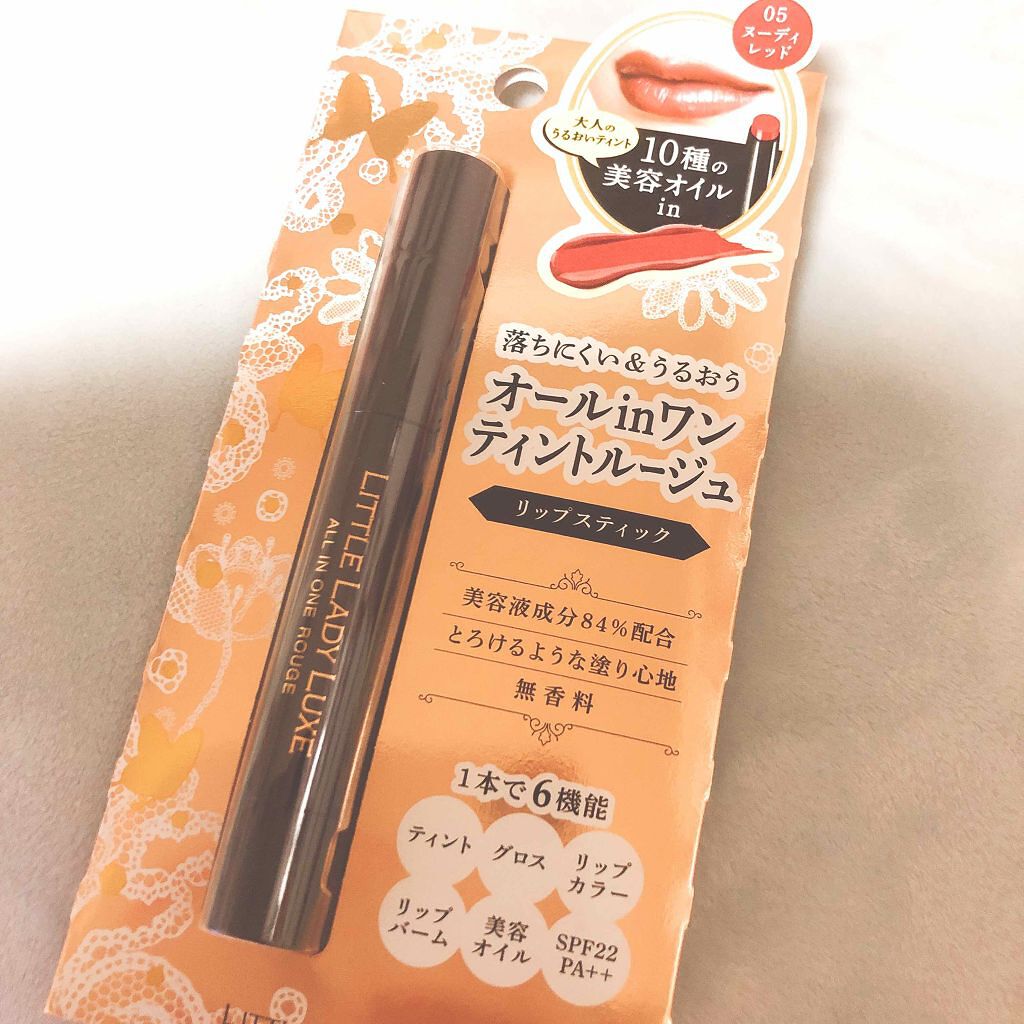 05
ヌーディ
レッド
大人の
うるおいティント
10種の
美容オイル
in
落ちにくい&うるおう
オールinワン
ティントルージュ
リップスティック
美容液成分84%配合
とろけるような塗り心地
無香料
1本で6機能
ティント
グロス
リップ
カラー
リップ
バーム
美容
オイル
SPF22
PA++
LITTLE LADY LUXE
ALL IN ONE ROUGE